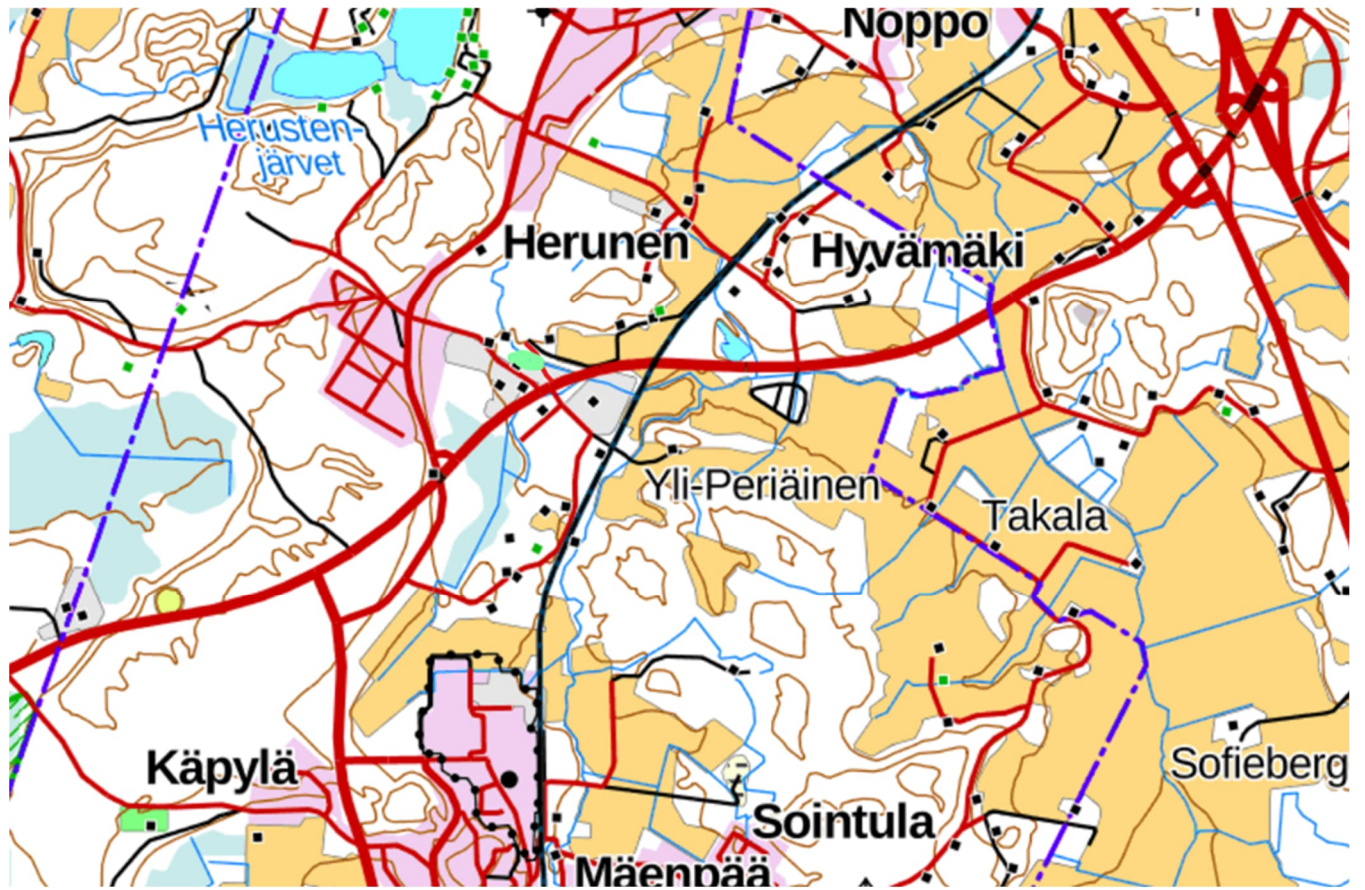 Noppo
Herusten-
järvet
Herunen
Hyvämäki
Yli-Periäinen
Takala
Käpylä
Sofieberg
Sointula
Mäenpää